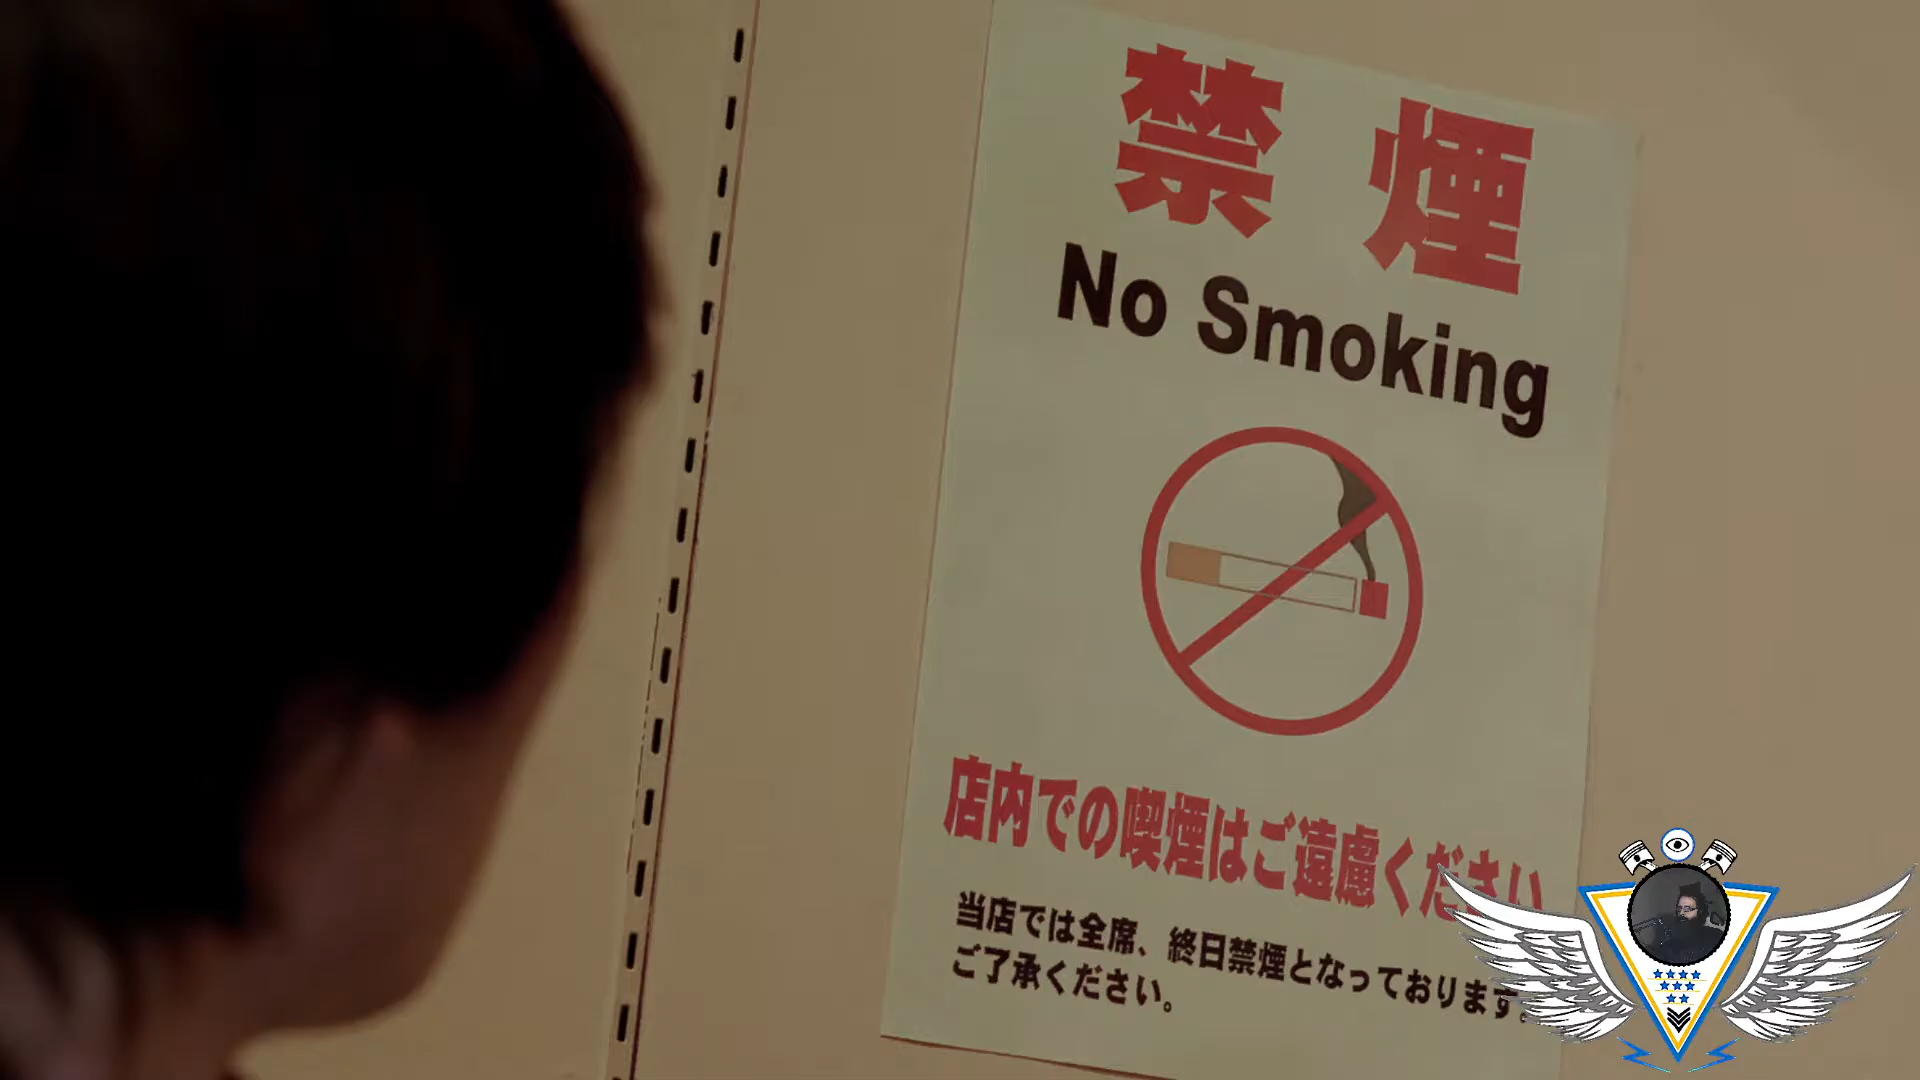 禁煙
No Smoking
店内での喫煙はご遠慮ください
当店では全席、終日禁煙となっております。
ご了承ください。